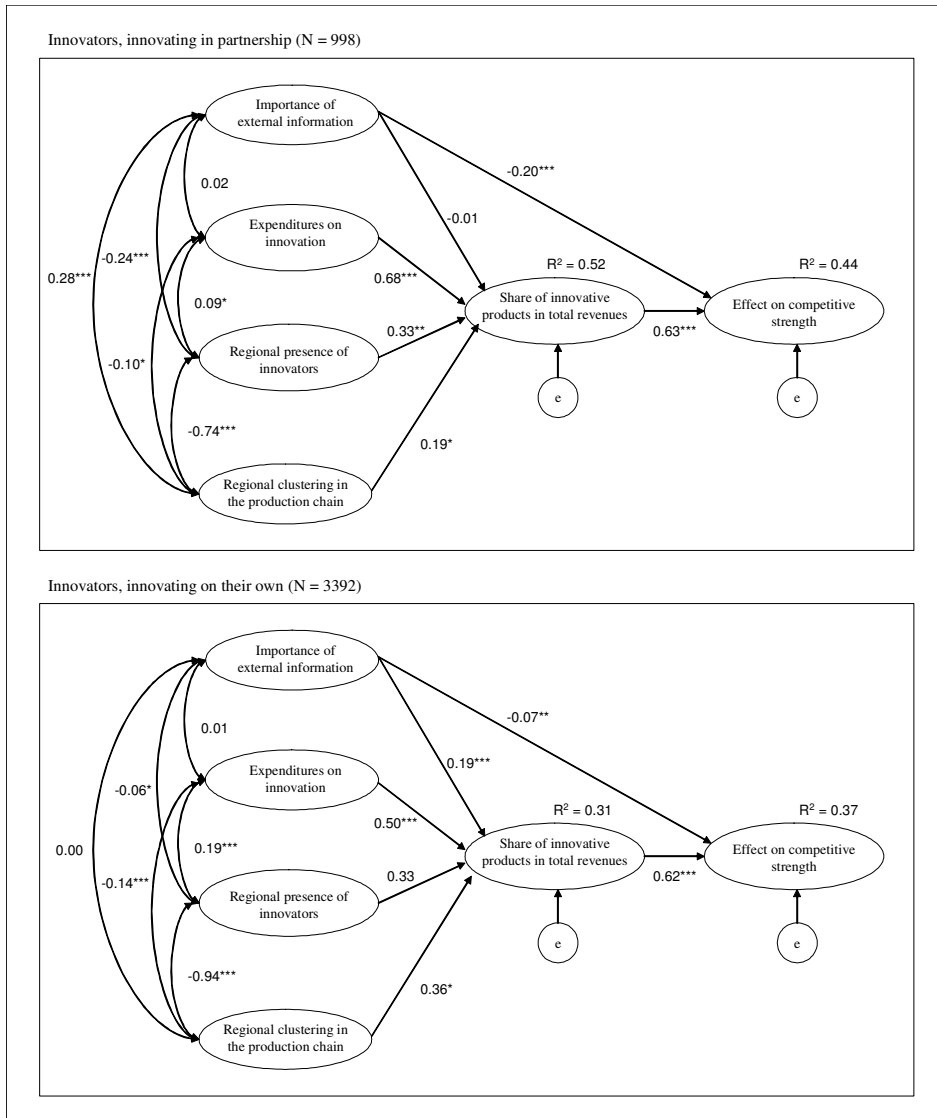 Innovators, innovating in partnership (N = 998)
Importance of
external information
-0.20***
0.02
-0.01
Expenditures on
innovation
-0.24***
R² = 0.52
R² = 0.44
0.28***
0.68***
0.09*
Share of innovative
products in total revenues
Effect on competitive
strength
0.33**
0.63***
Regional presence of
innovators
-0.10*
e
e
-0.74***
0.19*
Regional clustering in
the production chain
Innovators, innovating on their own (N = 3392)
Importance of
external information
-0.07**
0.01
0.19***
Expenditures on
innovation
-0.06*
R² = 0.31
R² = 0.37
0.50***
0.00
0.19***
Share of innovative
products in total revenues
Effect on competitive
strength
0.33
0.62***
-0.14***
Regional presence of
innovators
e
e
-0.94***
0.36*
Regional clustering in
the production chain